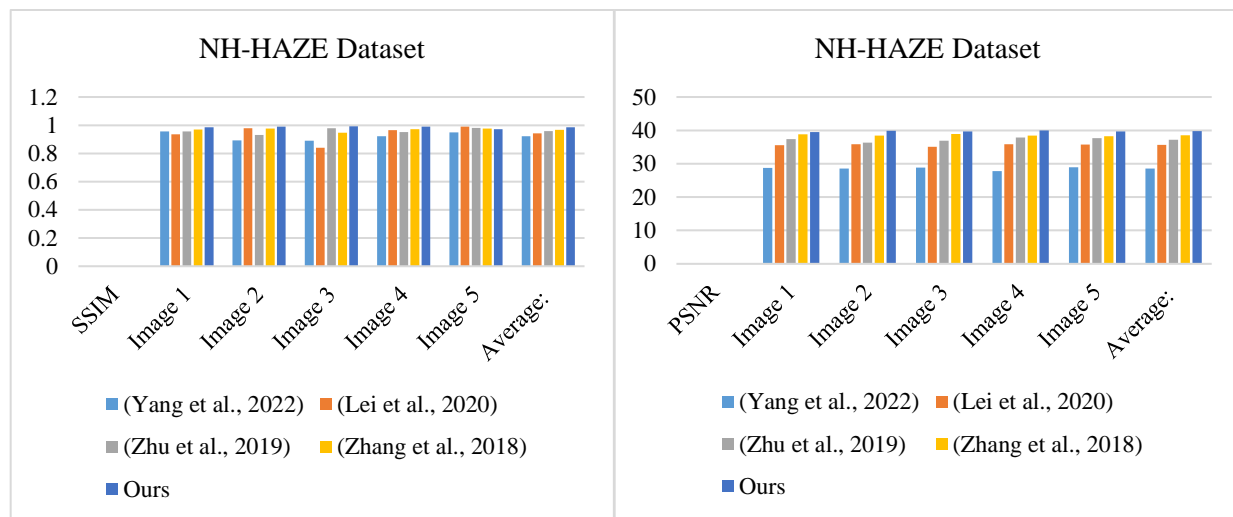 NH-HAZE Dataset
1.2
1
0.8
0.6
0.4
0.2
0
SSIM
Image 1
Image 2
Image 3
Image 4
Image 5
Average:
(Yang et al., 2022)
(Lei et al., 2020)
(Zhu et al., 2019)
(Zhang et al., 2018)
Ours
NH-HAZE Dataset
50
40
30
20
10
0
PSNR
Image 1
Image 2
Image 3
Image 4
Image 5
Average:
(Yang et al., 2022)
(Lei et al., 2020)
(Zhu et al., 2019)
(Zhang et al., 2018)
Ours